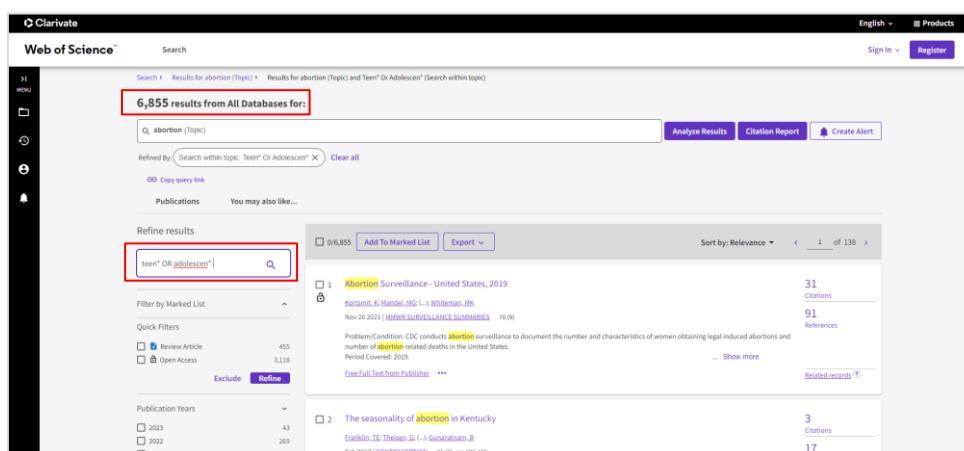 Clarivate
English
Products
Web of Science™
Search
Sign In
Register
MENU
Search > Results for abortion (Topic) > Results for abortion (Topic) and Teen* Or Adolescen* (Search within topic)
6,855 results from All Databases for:
abortion (Topic)
Analyze Results
Citation Report
Create Alert
Refined By: Search within topic: Teen* Or Adolescen* X Clear all
Copy query link
Publications
You may also like...
Refine results
teen* OR adolescen*
Filter by Marked List
Quick Filters
Review Article 455
Open Access 3,118
Exclude Refine
Publication Years
2023 43
2022 269
0/6,855 Add To Marked List Export Sort by: Relevance < 1 of 138 >
1 Abortion Surveillance - United States, 2019
Kortsmit, K; Mandel, MG; (...); Whiteman, MK
Nov 26 2021 | MMWR SURVEILLANCE SUMMARIES 70 (9)
Problem/Condition: CDC conducts abortion surveillance to document the number and characteristics of women obtaining legal induced abortions and
number of abortion-related deaths in the United States.
Period Covered: 2019.
... Show more
Free Full Text from Publisher •••
31
Citations
91
References
Related records ?
2 The seasonality of abortion in Kentucky
Franklin, TE; Theisen, G; (...); Gunaratnam, B
3
Citations
17